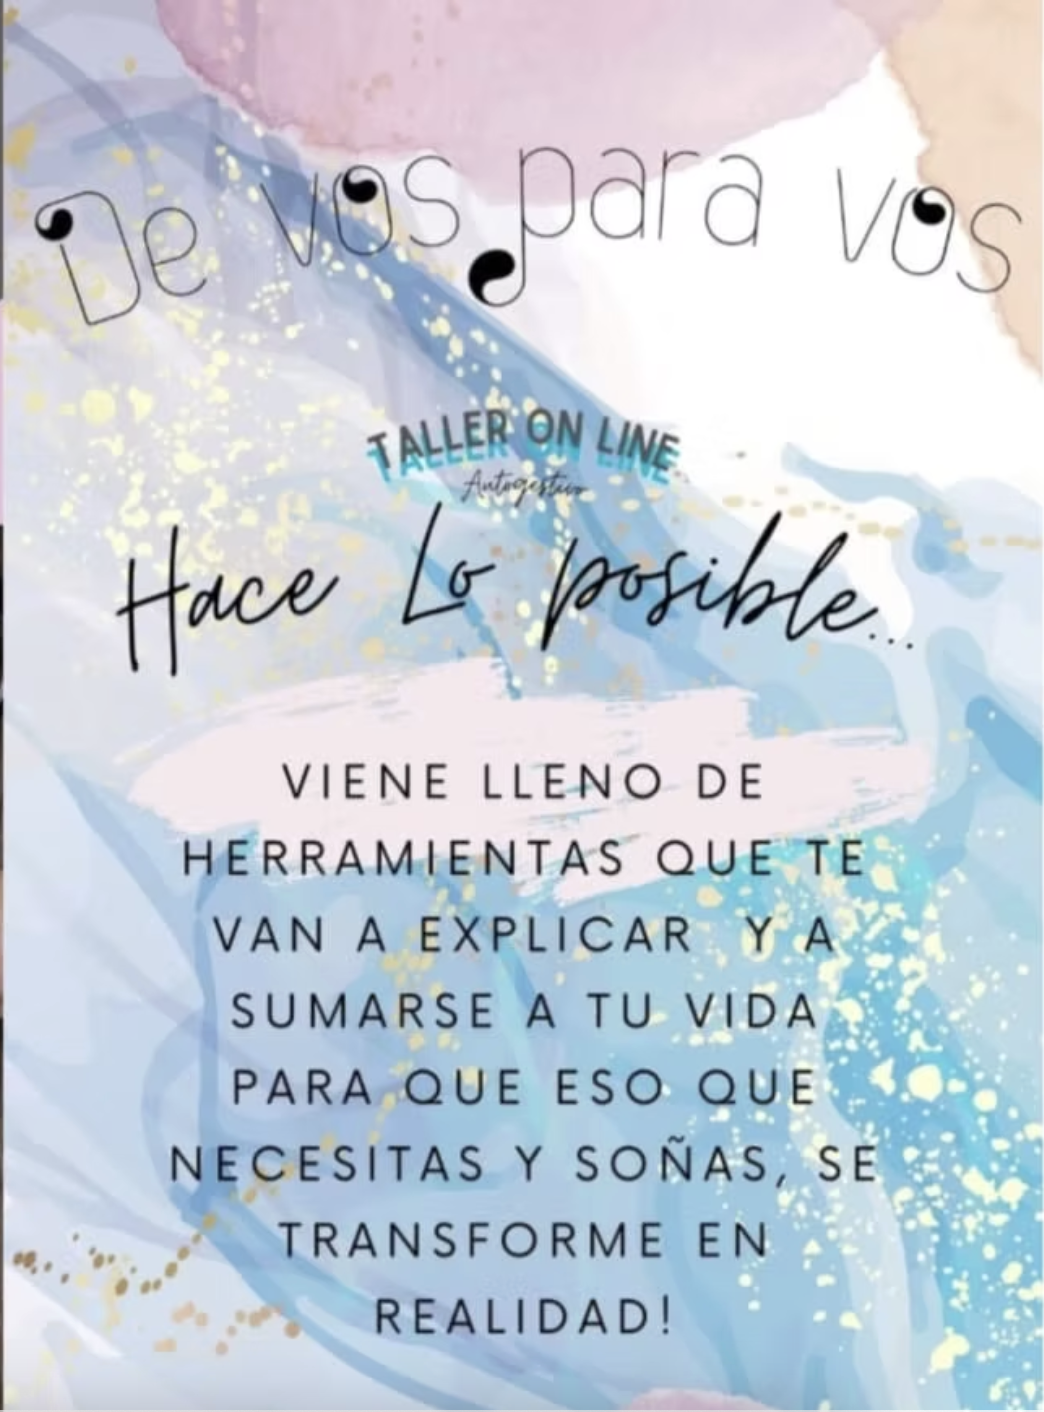 De vos para vos
TALLER ON LINE
Autogestivo
Hace Lo posible...
VIENE LLENO DE
HERRAMIENTAS QUE TE
VAN A EXPLICAR Y A
SUMARSE A TU VIDA
PARA QUE ESO QUE
NECESITAS Y SOÑAS, SE
TRANSFORME EN
REALIDAD!